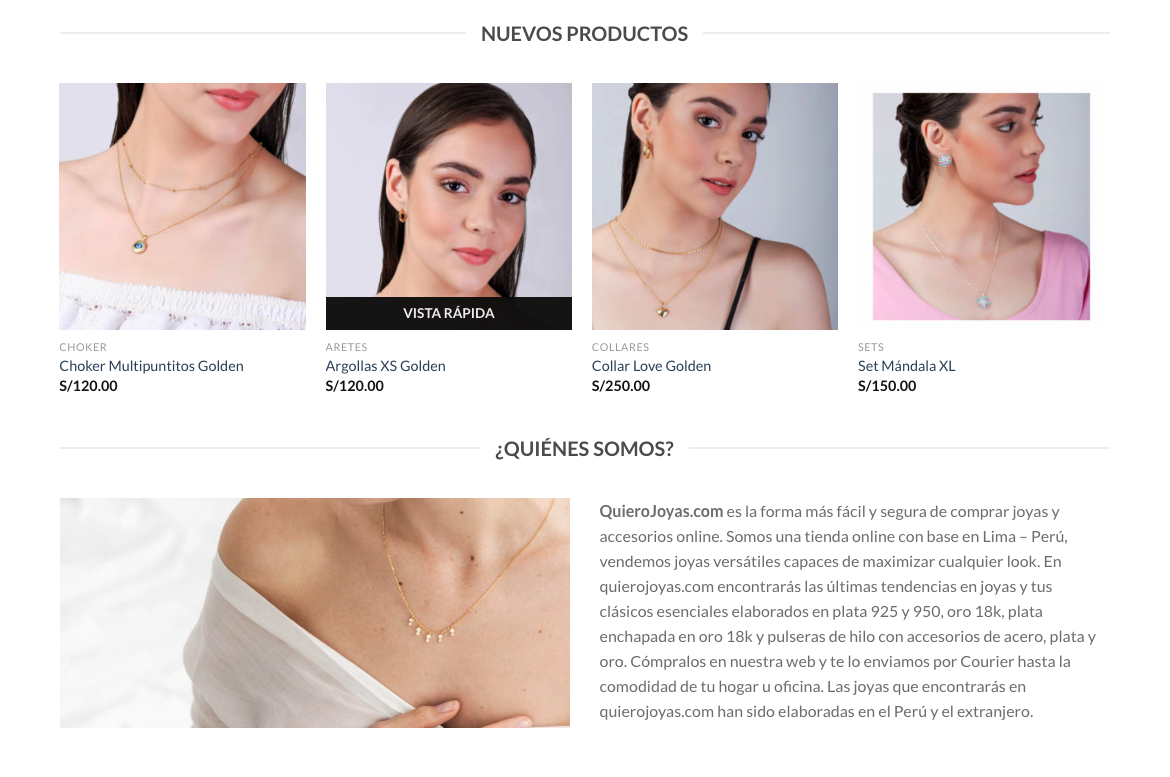 NUEVOS PRODUCTOS
VISTA RÁPIDA
CHOKER
Choker Multipuntitos Golden
S/120.00
ARETES
Argollas XS Golden
S/120.00
COLLARES
Collar Love Golden
S/250.00
SETS
Set Mándala XL
S/150.00
¿QUIÉNES SOMOS?
QuieroJoyas.com es la forma más fácil y segura de comprar joyas y
accesorios online. Somos una tienda online con base en Lima – Perú,
vendemos joyas versátiles capaces de maximizar cualquier look. En
quierojoyas.com encontrarás las últimas tendencias en joyas y tus
clásicos esenciales elaborados en plata 925 y 950, oro 18k, plata
enchapada en oro 18k y pulseras de hilo con accesorios de acero, plata y
oro. Cómpralos en nuestra web y te lo enviamos por Courier hasta la
comodidad de tu hogar u oficina. Las joyas que encontrarás en
quierojoyas.com han sido elaboradas en el Perú y el extranjero.